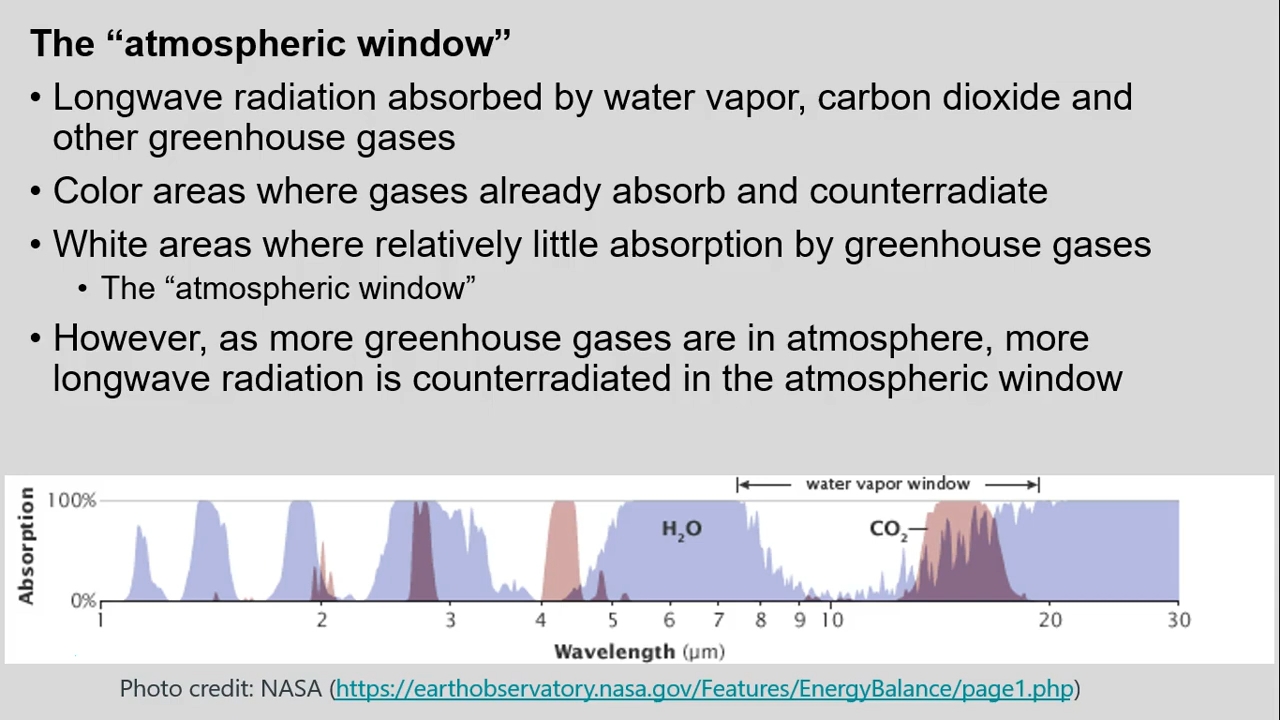 The “atmospheric window”
• Longwave radiation absorbed by water vapor, carbon dioxide and
other greenhouse gases
• Color areas where gases already absorb and counterradiate
• White areas where relatively little absorption by greenhouse gases
• The “atmospheric window”
• However, as more greenhouse gases are in atmosphere, more
longwave radiation is counterradiated in the atmospheric window
water vapor window
100%
Absorption
H₂O
CO₂
0%
1 2 3 4 5 6 7 8 9 10 20 30
Wavelength (µm)
Photo credit: NASA (https://earthobservatory.nasa.gov/Features/EnergyBalance/page1.php)